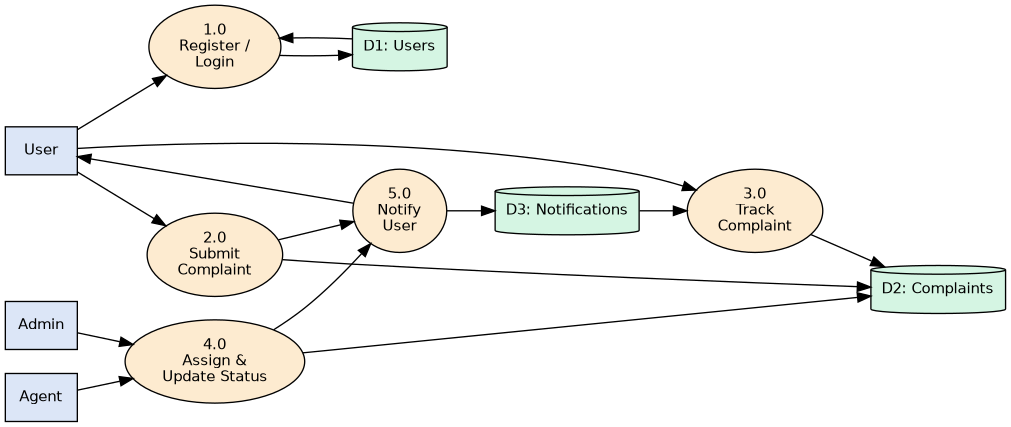 1.0
Register /
Login
D1: Users
User
5.0
Notify
User
D3: Notifications
3.0
Track
Complaint
2.0
Submit
Complaint
D2: Complaints
Admin
4.0
Assign &
Update Status
Agent